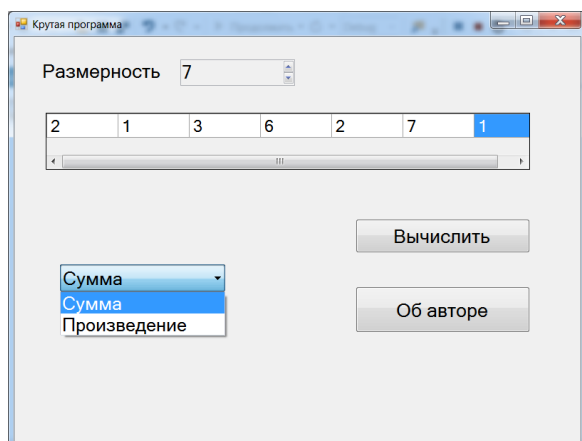 Крутая программа
Размерность 7
2 1 3 6 2 7 1
Вычислить
Сумма
Сумма
Произведение
Об авторе